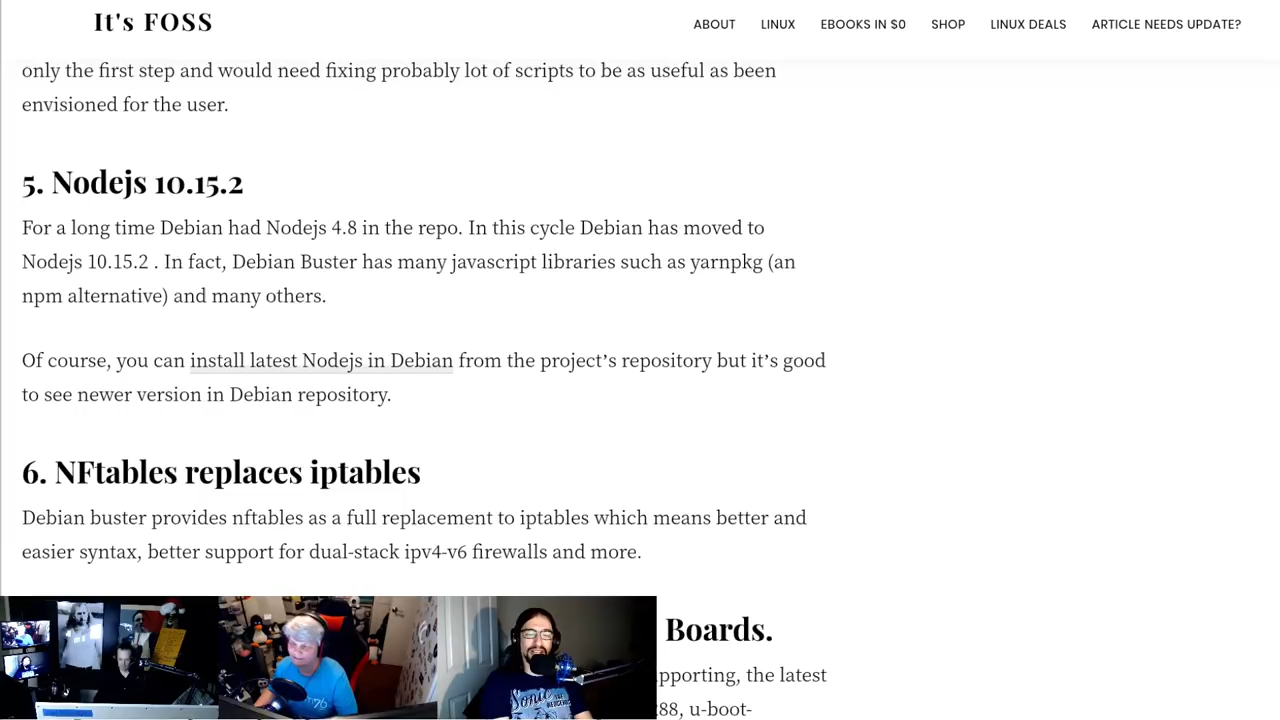 It's FOSS
ABOUT LINUX EBOOKS IN $0 SHOP LINUX DEALS ARTICLE NEEDS UPDATE?
only the first step and would need fixing probably lot of scripts to be as useful as been
envisioned for the user.
5. Nodejs 10.15.2
For a long time Debian had Nodejs 4.8 in the repo. In this cycle Debian has moved to
Nodejs 10.15.2 . In fact, Debian Buster has many javascript libraries such as yarnpkg (an
npm alternative) and many others.
Of course, you can install latest Nodejs in Debian from the project’s repository but it’s good
to see newer version in Debian repository.
6. NFtables replaces iptables
Debian buster provides nftables as a full replacement to iptables which means better and
easier syntax, better support for dual-stack ipv4-v6 firewalls and more.
Boards.
pporting, the latest
88, u-boot-
Sonic